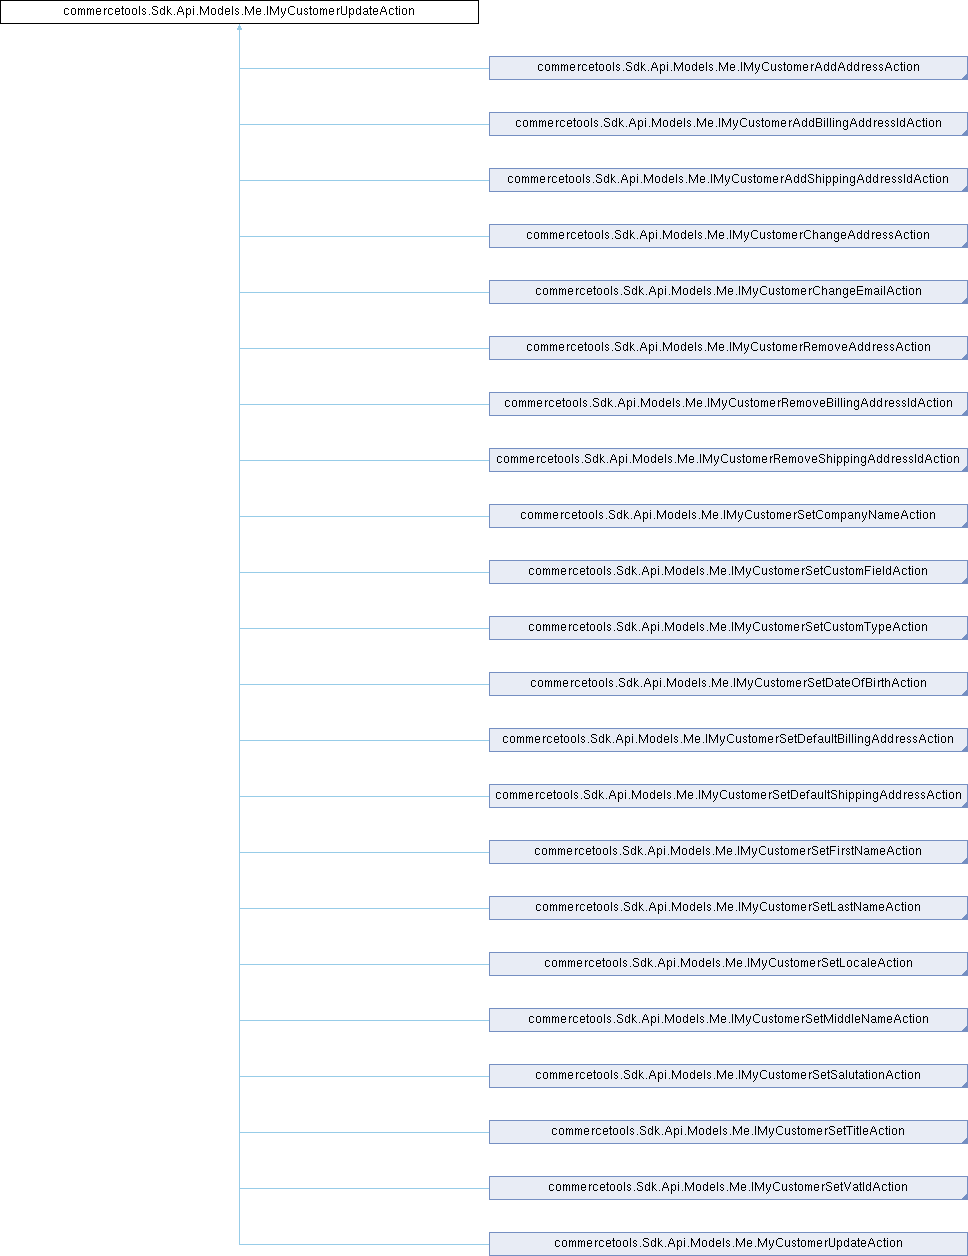 commercetools.Sdk.Api.Models.Me.IMyCustomerUpdateAction
commercetools.Sdk.Api.Models.Me.IMyCustomerAddAddressAction
commercetools.Sdk.Api.Models.Me.IMyCustomerAddBillingAddressIdAction
commercetools.Sdk.Api.Models.Me.IMyCustomerAddShippingAddressIdAction
commercetools.Sdk.Api.Models.Me.IMyCustomerChangeAddressAction
commercetools.Sdk.Api.Models.Me.IMyCustomerChangeEmailAction
commercetools.Sdk.Api.Models.Me.IMyCustomerRemoveAddressAction
commercetools.Sdk.Api.Models.Me.IMyCustomerRemoveBillingAddressIdAction
commercetools.Sdk.Api.Models.Me.IMyCustomerRemoveShippingAddressIdAction
commercetools.Sdk.Api.Models.Me.IMyCustomerSetCompanyNameAction
commercetools.Sdk.Api.Models.Me.IMyCustomerSetCustomFieldAction
commercetools.Sdk.Api.Models.Me.IMyCustomerSetCustomTypeAction
commercetools.Sdk.Api.Models.Me.IMyCustomerSetDateOfBirthAction
commercetools.Sdk.Api.Models.Me.IMyCustomerSetDefaultBillingAddressAction
commercetools.Sdk.Api.Models.Me.IMyCustomerSetDefaultShippingAddressAction
commercetools.Sdk.Api.Models.Me.IMyCustomerSetFirstNameAction
commercetools.Sdk.Api.Models.Me.IMyCustomerSetLastNameAction
commercetools.Sdk.Api.Models.Me.IMyCustomerSetLocaleAction
commercetools.Sdk.Api.Models.Me.IMyCustomerSetMiddleNameAction
commercetools.Sdk.Api.Models.Me.IMyCustomerSetSalutationAction
commercetools.Sdk.Api.Models.Me.IMyCustomerSetTitleAction
commercetools.Sdk.Api.Models.Me.IMyCustomerSetVatIdAction
commercetools.Sdk.Api.Models.Me.MyCustomerUpdateAction